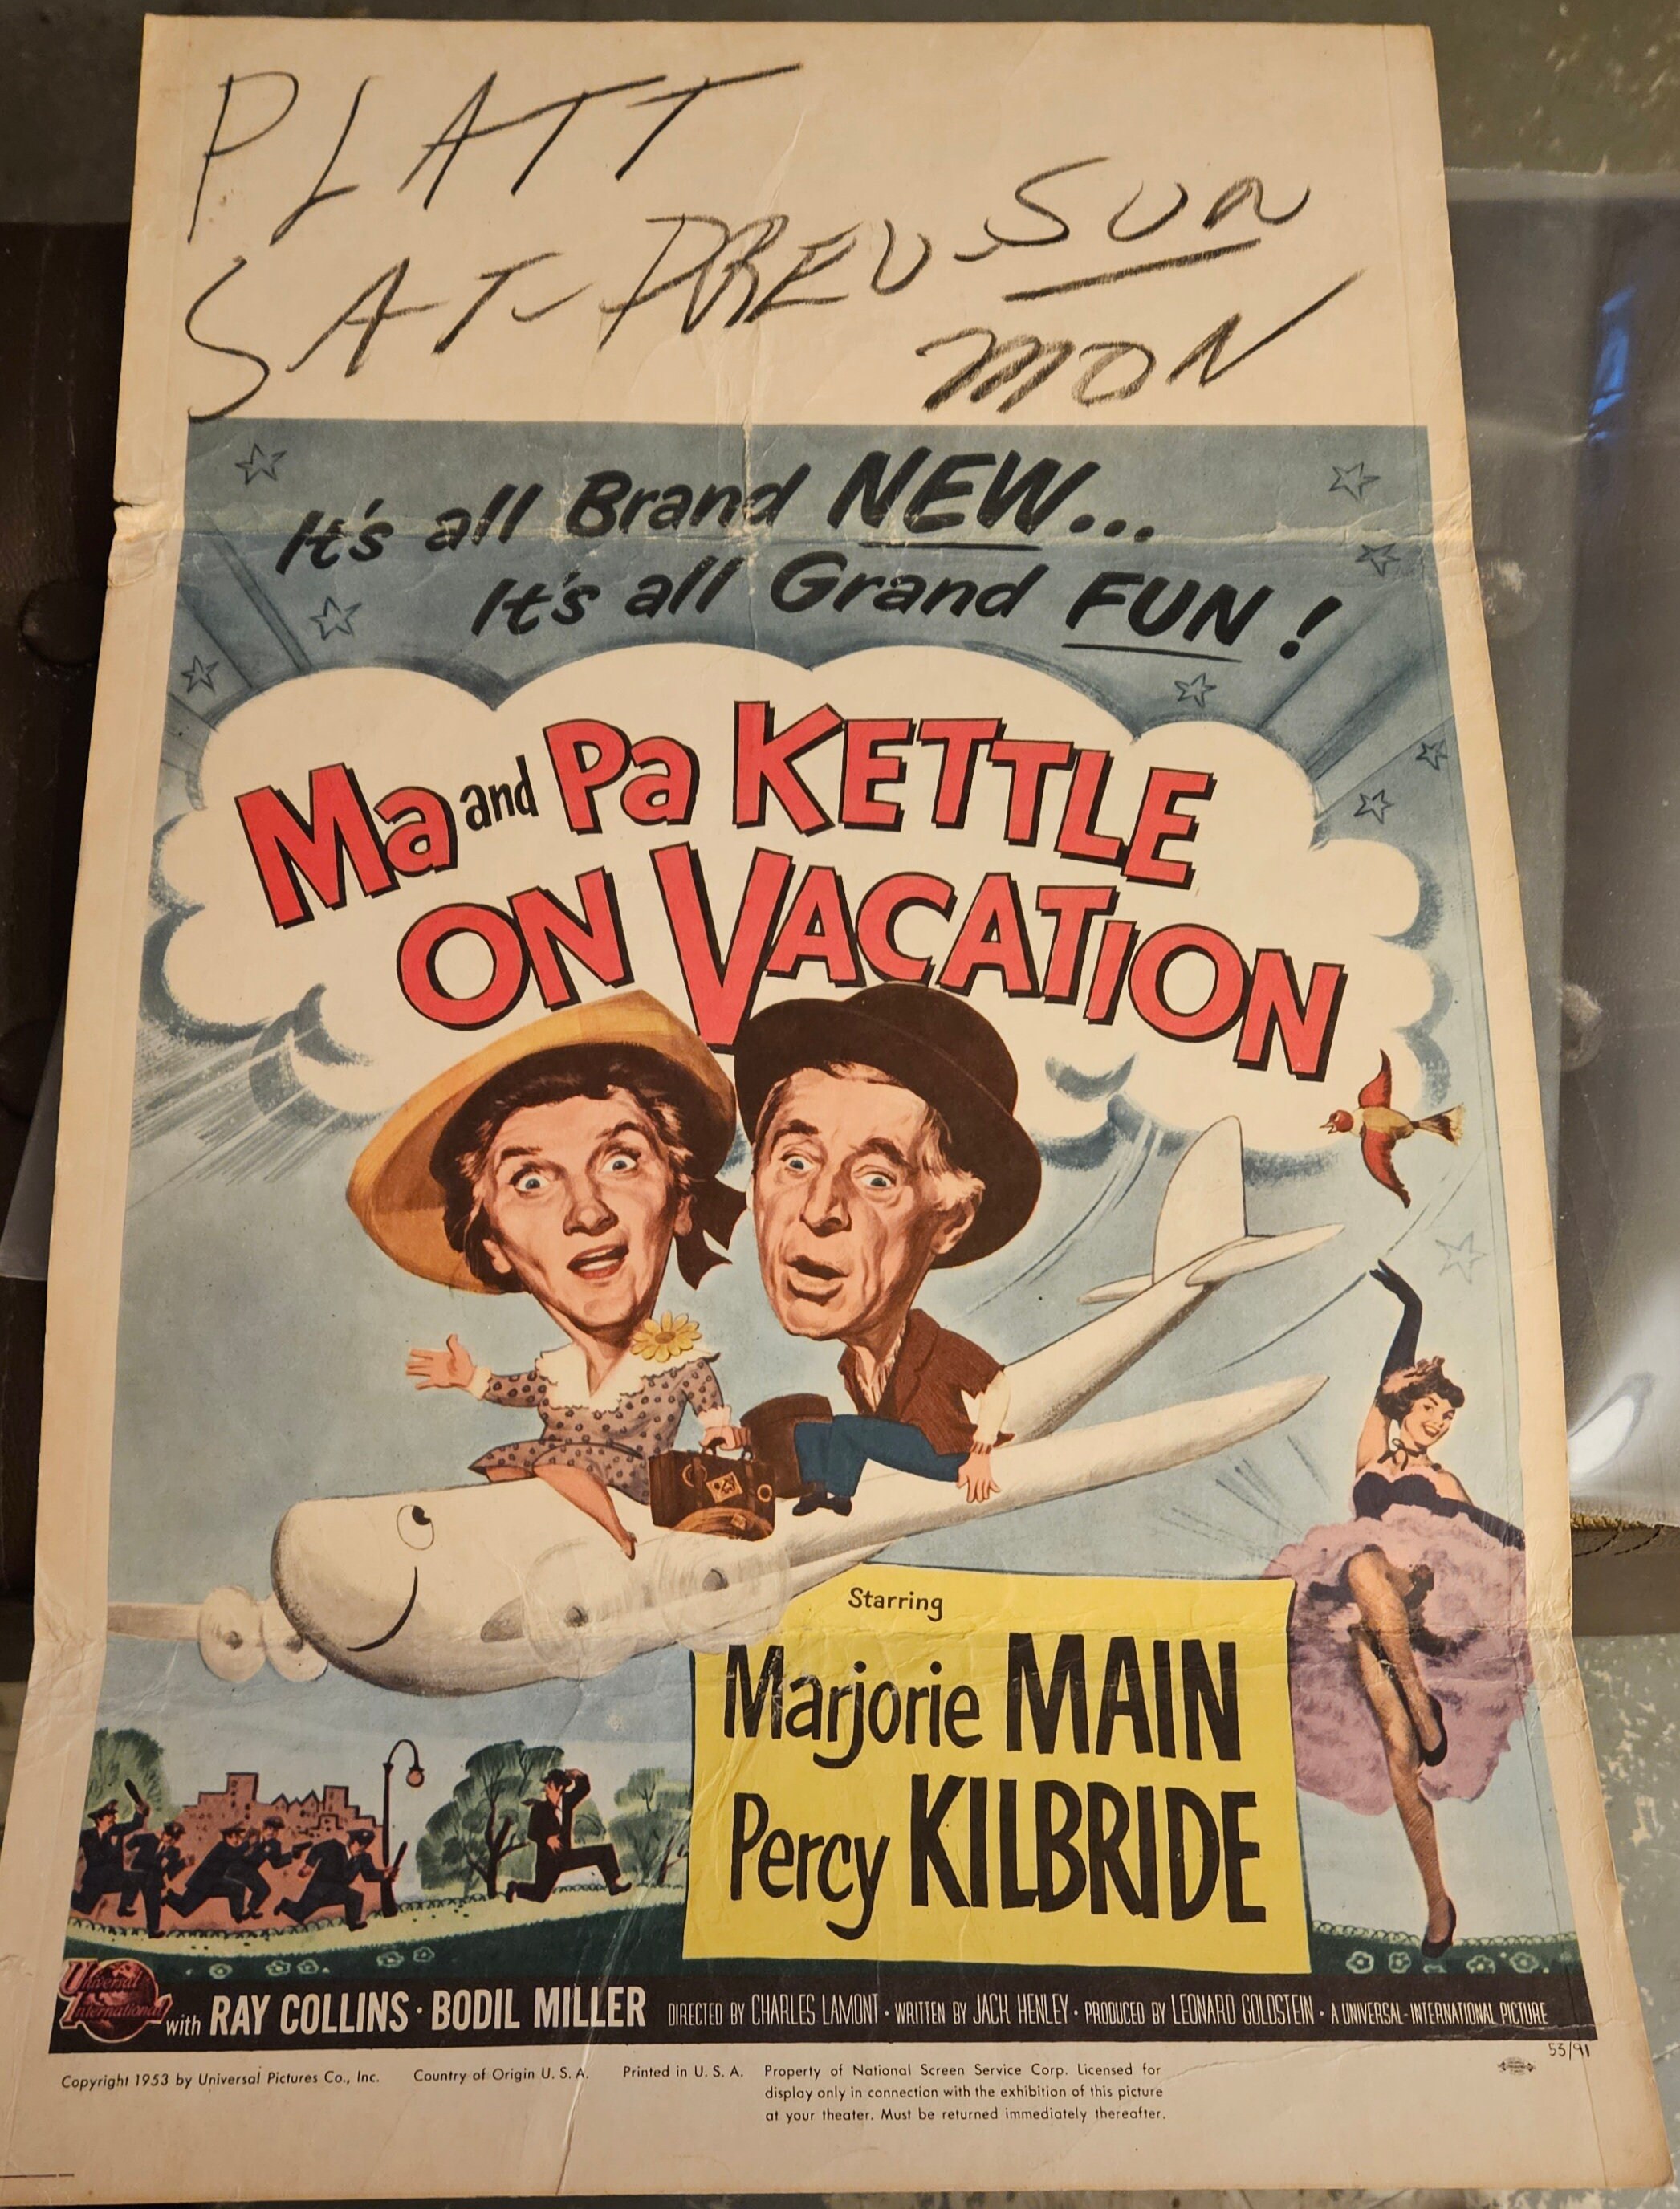 PLATT
SAT-PREV-SUN
MON
It's all Brand NEW...
It's all Grand FUN!
Ma and Pa KETTLE
ON VACATION
Starring
Marjorie MAIN
Percy KILBRIDE
Universal
International
with RAY COLLINS · BODIL MILLER DIRECTED BY CHARLES LAMONT · WRITTEN BY JACK HENLEY · PRODUCED BY LEONARD GOLDSTEIN · A UNIVERSAL-INTERNATIONAL PICTURE
53/91
Copyright 1953 by Universal Pictures Co., Inc. Country of Origin U. S. A. Printed in U. S. A. Property of National Screen Service Corp. Licensed for
display only in connection with the exhibition of this picture
at your theater. Must be returned immediately thereafter.